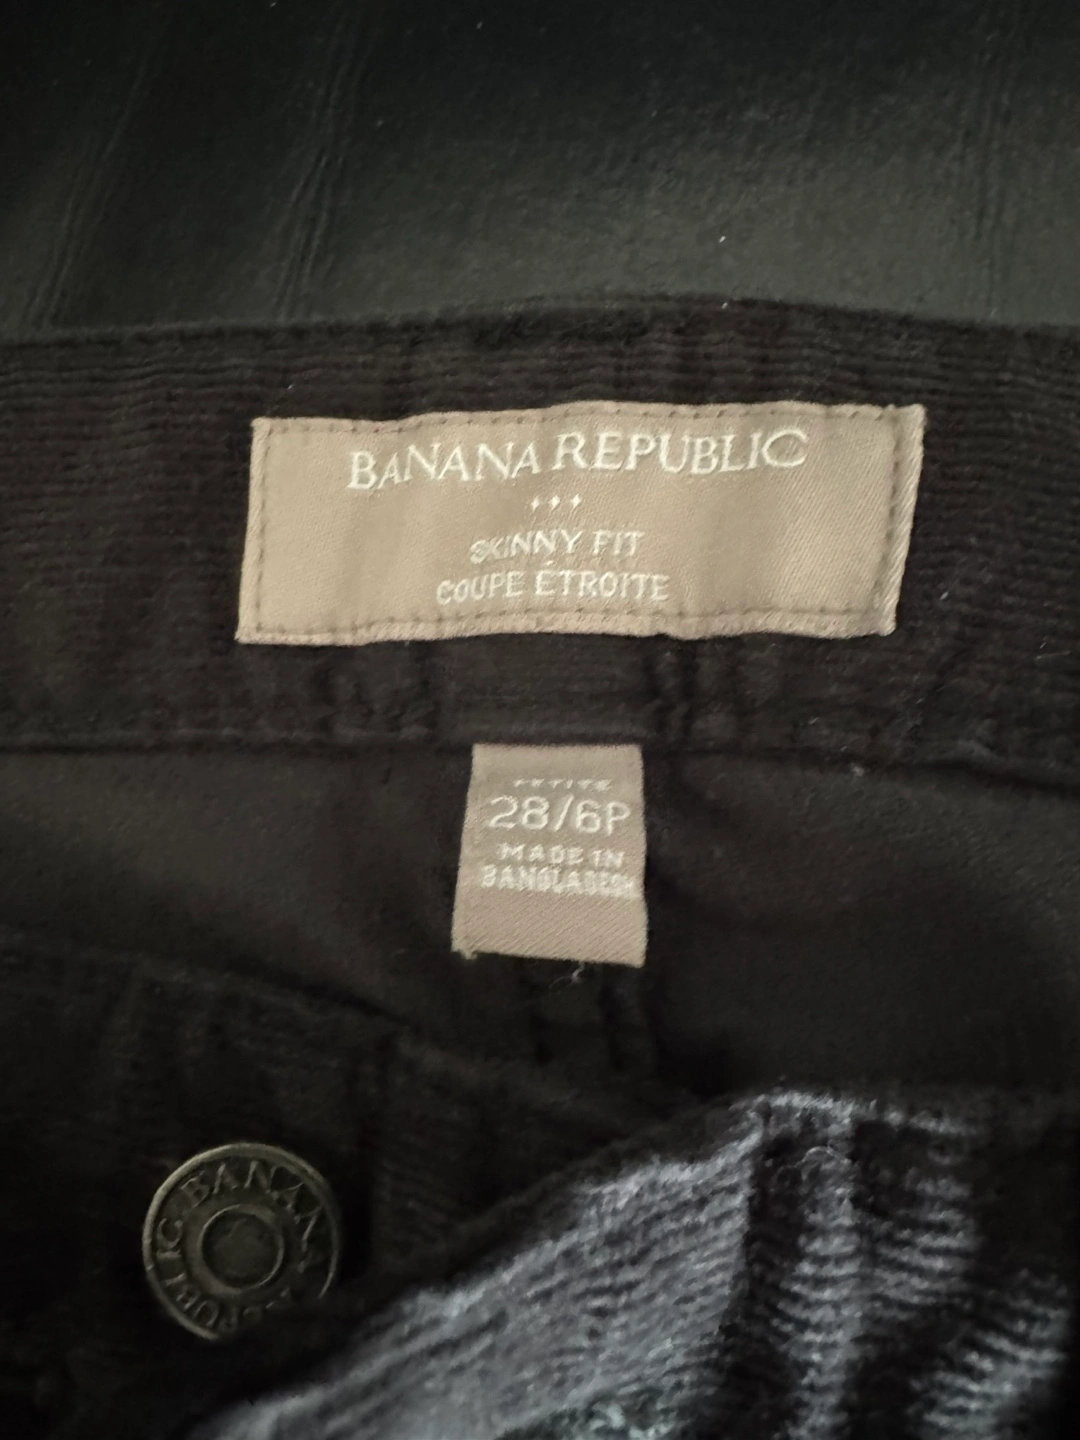 BANANA REPUBLIC
SKINNY FIT
COUPE ÉTROITE
PETITE
28/6P
MADE IN
BANGLADESH
BANANA REPUBLIC